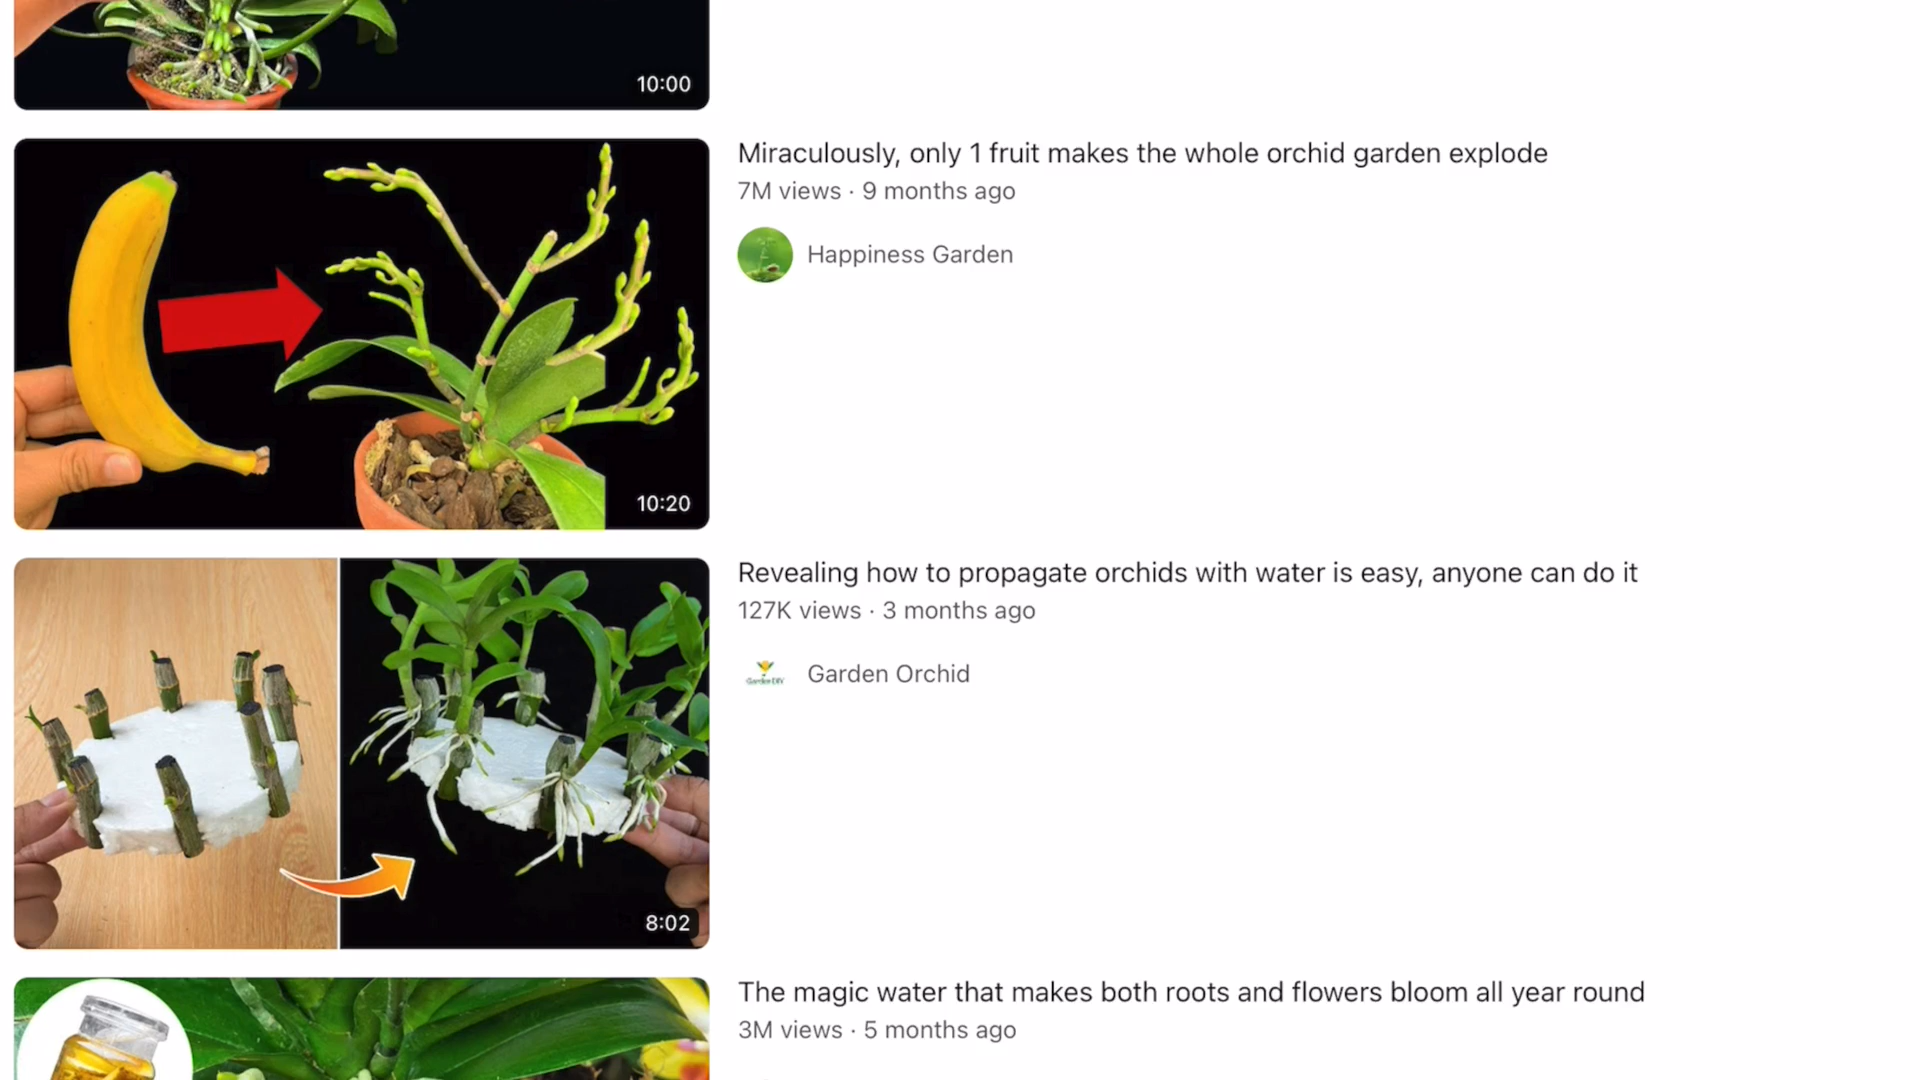 10:00
Miraculously, only 1 fruit makes the whole orchid garden explode
7M views · 9 months ago
Happiness Garden
10:20
Revealing how to propagate orchids with water is easy, anyone can do it
127K views · 3 months ago
Garden DIY
Garden Orchid
8:02
The magic water that makes both roots and flowers bloom all year round
3M views · 5 months ago